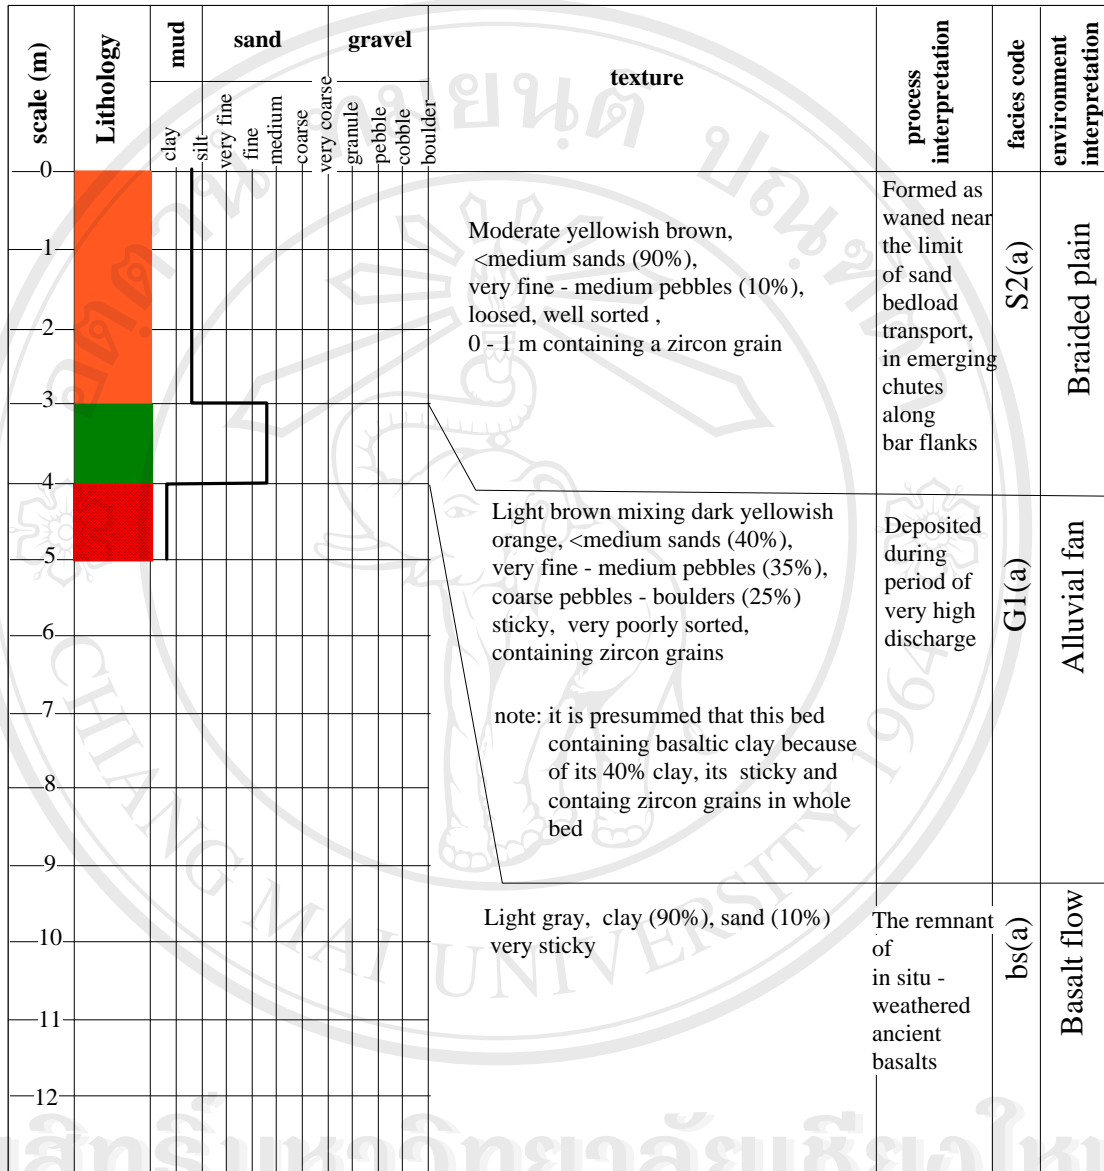 scale (m)
Lithology
mud
sand
gravel
clay
silt
very fine
fine
medium
coarse
very coarse
granule
pebble
cobble
boulder
texture
process
interpretation
facies code
environment
interpretation
0
1
2
3
4
5
6
7
8
9
10
11
12
Moderate yellowish brown,
<medium sands (90%),
very fine - medium pebbles (10%),
loosed, well sorted ,
0 - 1 m containing a zircon grain
Formed as
waned near
the limit
of sand
bedload
transport,
in emerging
chutes
along
bar flanks
S2(a)
Braided plain
Light brown mixing dark yellowish
orange, <medium sands (40%),
very fine - medium pebbles (35%),
coarse pebbles - boulders (25%)
sticky, very poorly sorted,
containing zircon grains
note: it is presummed that this bed
containing basaltic clay because
of its 40% clay, its sticky and
containg zircon grains in whole
bed
Deposited
during
period of
very high
discharge
G1(a)
Alluvial fan
Light gray, clay (90%), sand (10%)
very sticky
The remnant
of
in situ -
weathered
ancient
basalts
bs(a)
Basalt flow
CHIANG MAI UNIVERSITY 1964